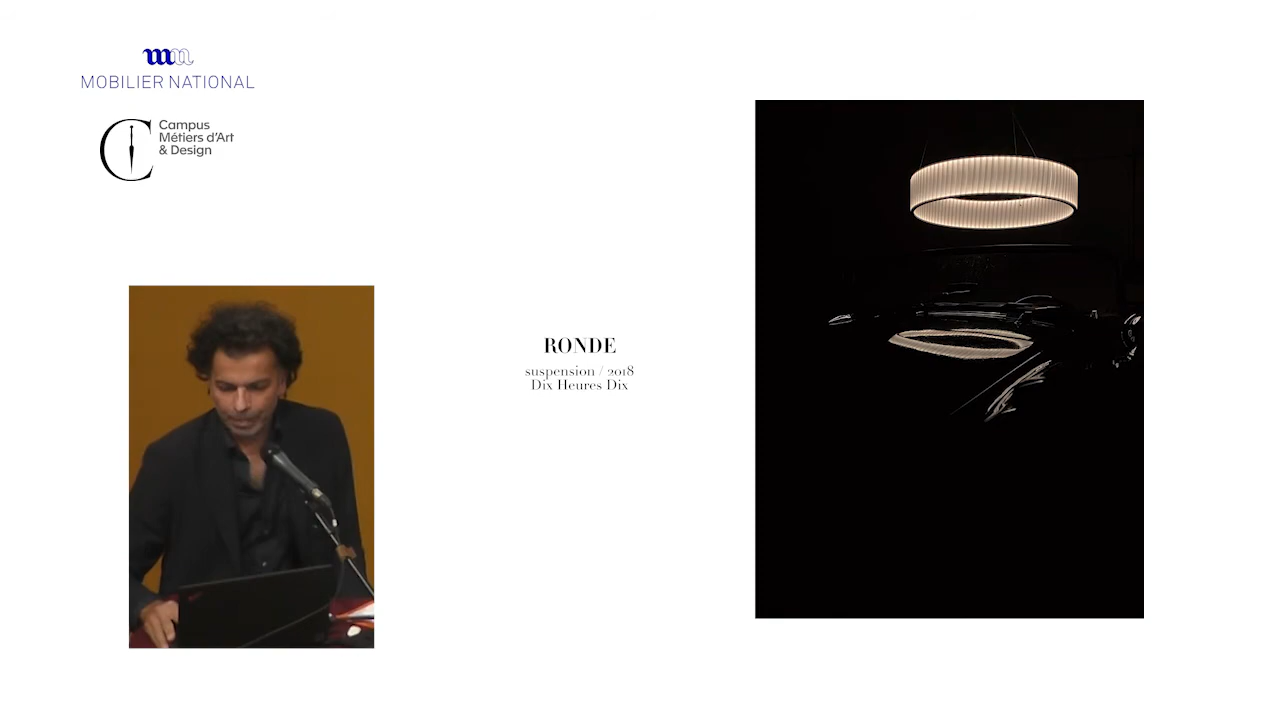 MOBILIER NATIONAL
Campus
Métiers d'Art
& Design
RONDE
suspension / 2018
Dix Heures Dix